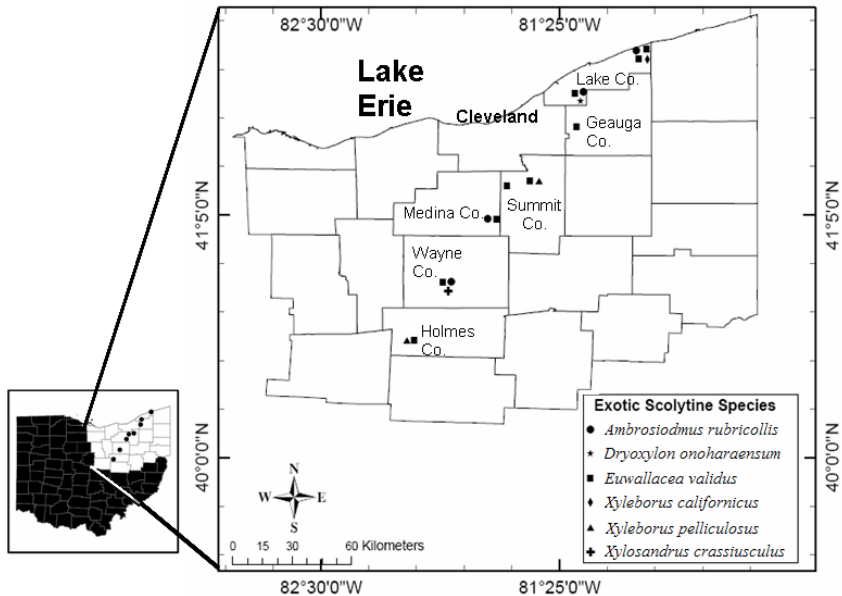 82°30'0"W
81°25'0"W
Lake
Erie
Cleveland
Lake Co.
Geauga
Co.
41°5'0"N
41°5'0"N
Medina Co.
Summit
Co.
Wayne
Co.
Holmes
Co.
Exotic Scolytine Species
Ambrosiodmus rubricollis
Dryoxylon onoharaensum
Euwallacea validus
Xyleborus californicus
Xyleborus pelliculosus
Xylosandrus crassiusculus
40°0'0"N
40°0'0"N
N
W
E
S
0 15 30 60 Kilometers
82°30'0"W
81°25'0"W